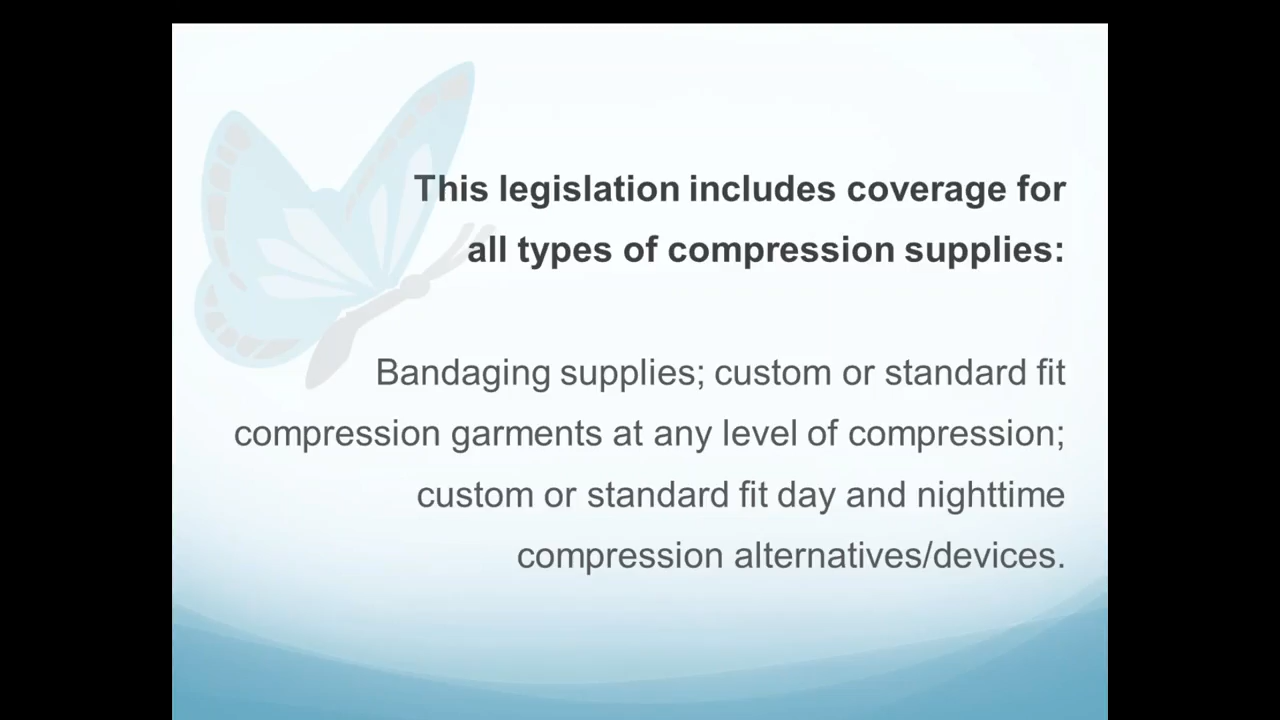 This legislation includes coverage for
all types of compression supplies:
Bandaging supplies; custom or standard fit
compression garments at any level of compression;
custom or standard fit day and nighttime
compression alternatives/devices.